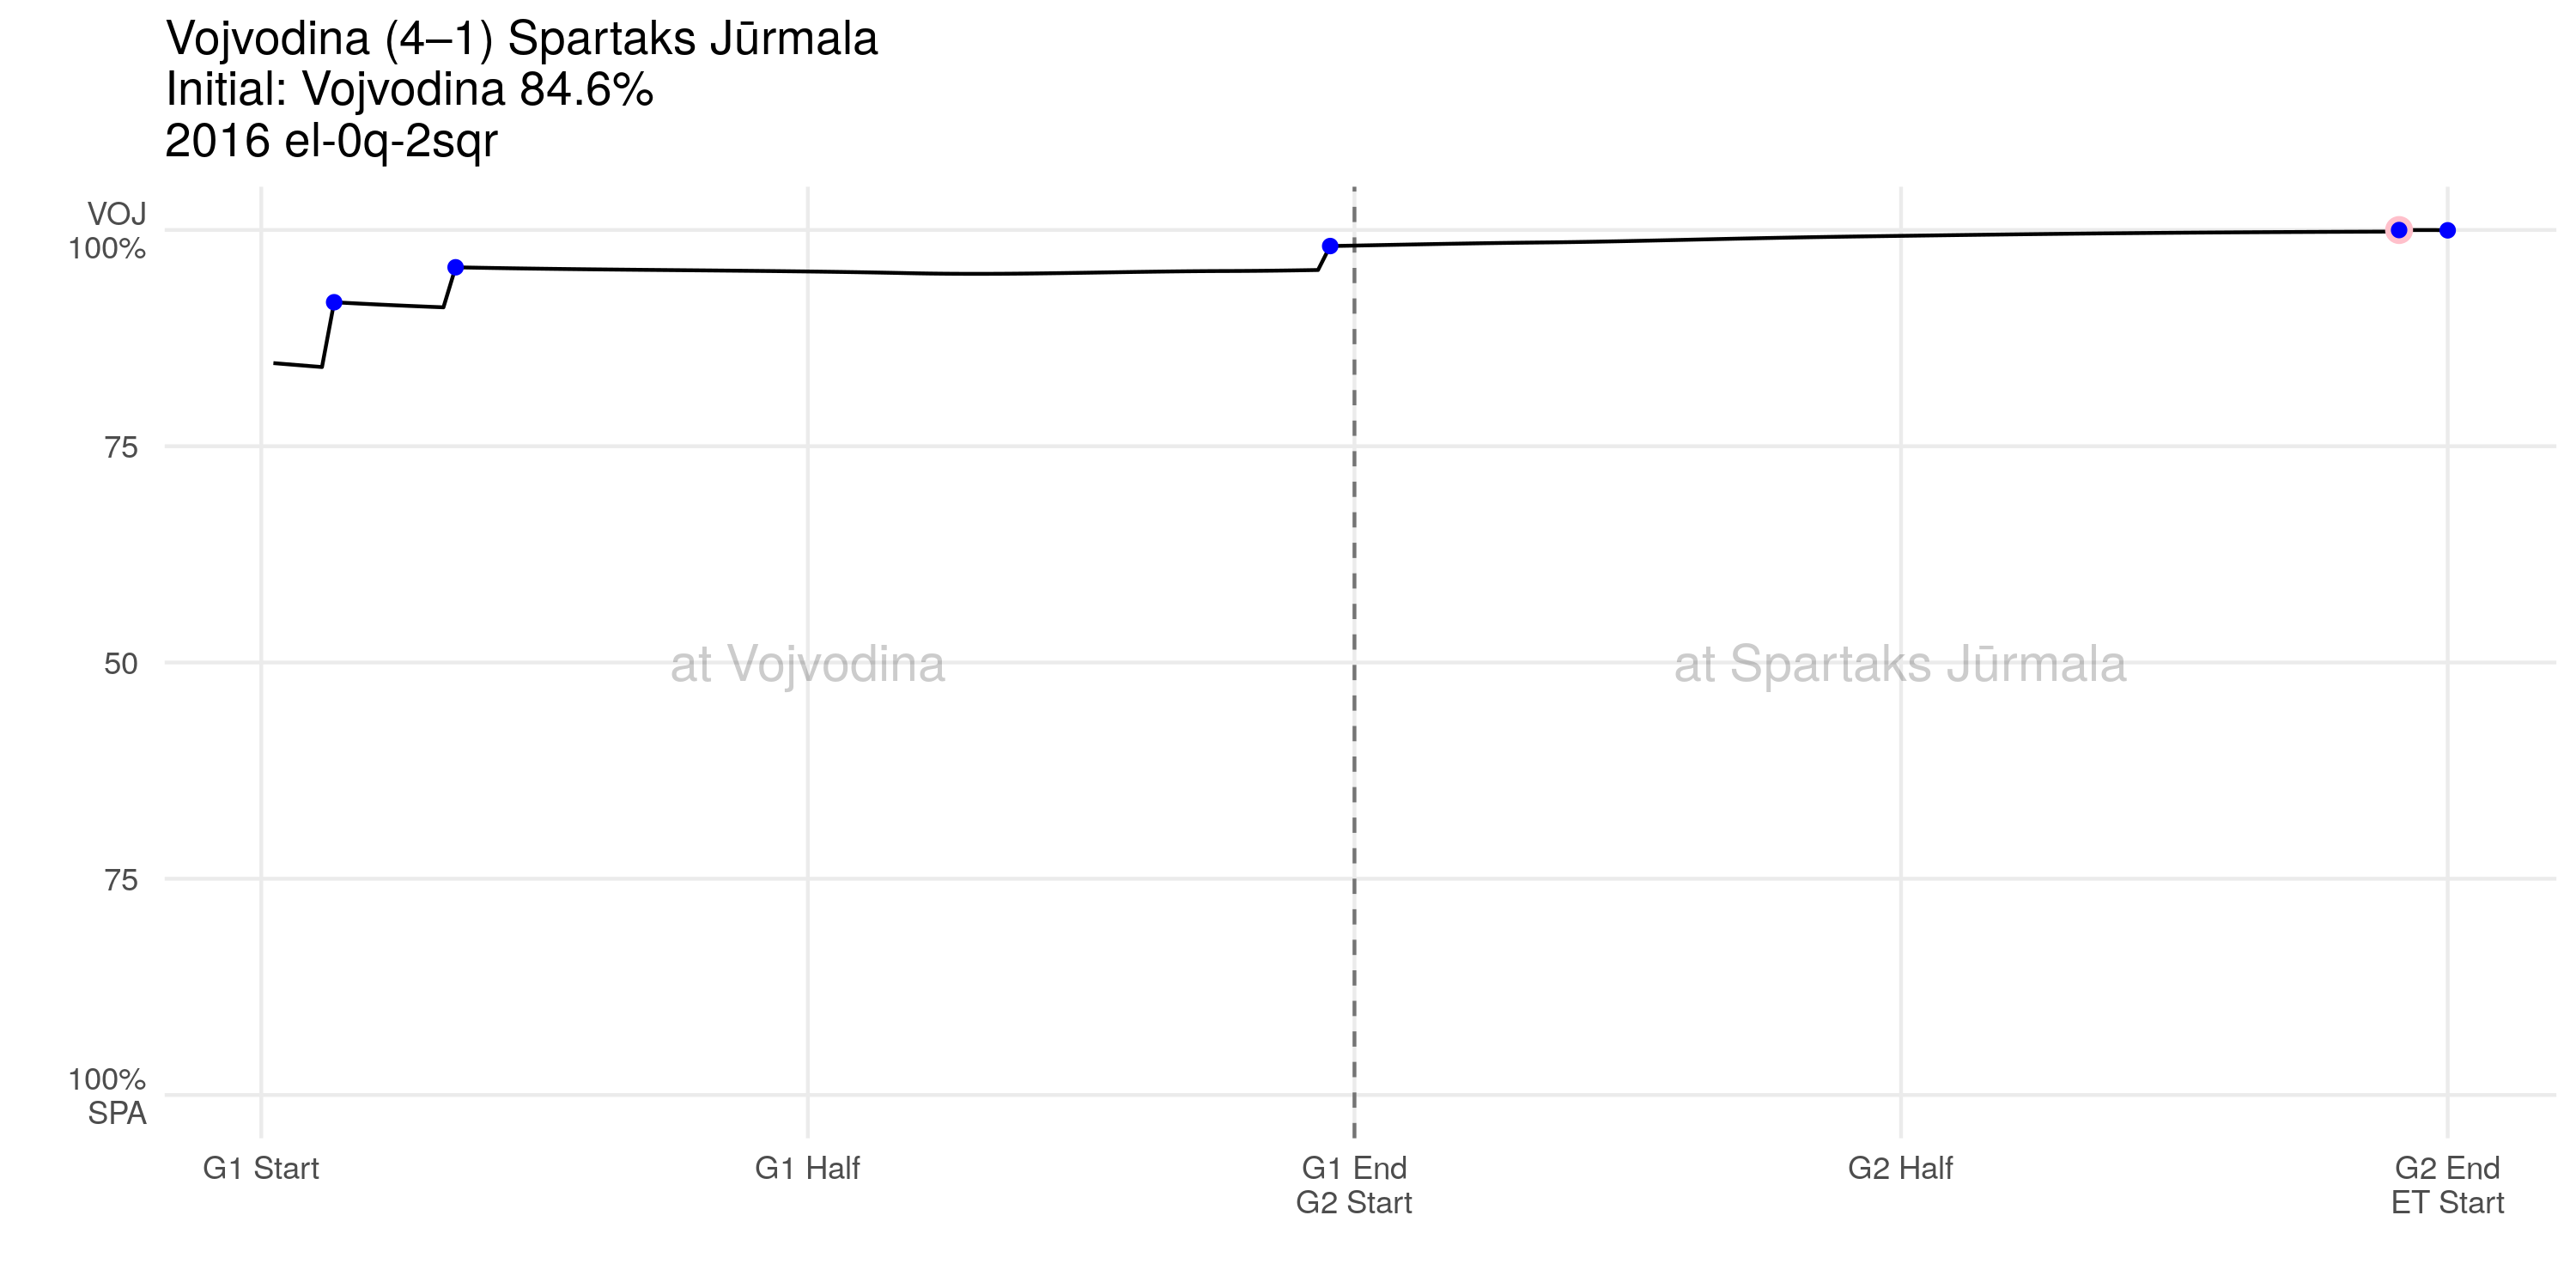 Vojvodina (4–1) Spartaks Jūrmala
Initial: Vojvodina 84.6%
2016 el-0q-2sqr
VOJ
100%
75
50
75
100%
SPA
at Vojvodina
at Spartaks Jūrmala
G1 Start
G1 Half
G1 End
G2 Start
G2 Half
G2 End
ET Start